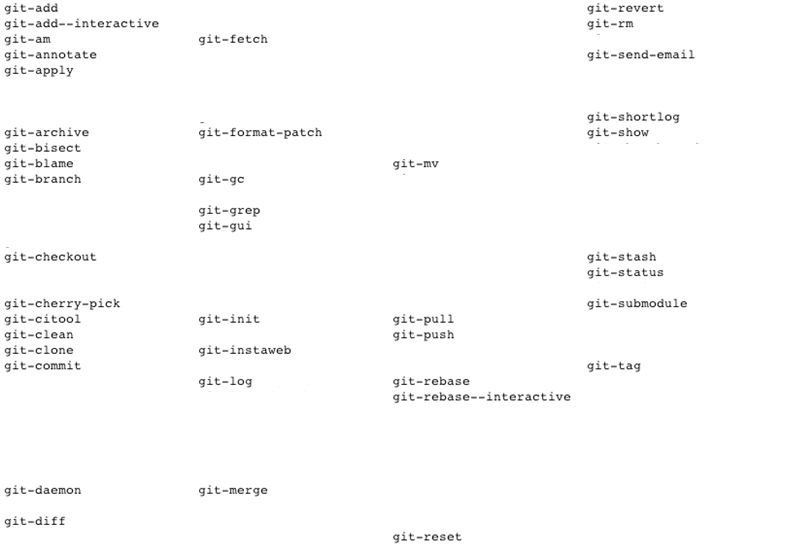 git-add
git-add--interactive
git-am
git-annotate
git-apply
git-archive
git-bisect
git-blame
git-branch
git-checkout
git-cherry-pick
git-citool
git-clean
git-clone
git-commit
git-daemon
git-diff
git-fetch
git-format-patch
git-gc
git-grep
git-gui
git-init
git-instaweb
git-log
git-merge
git-mv
git-pull
git-push
git-rebase
git-rebase--interactive
git-reset
git-revert
git-rm
git-send-email
git-shortlog
git-show
git-stash
git-status
git-submodule
git-tag